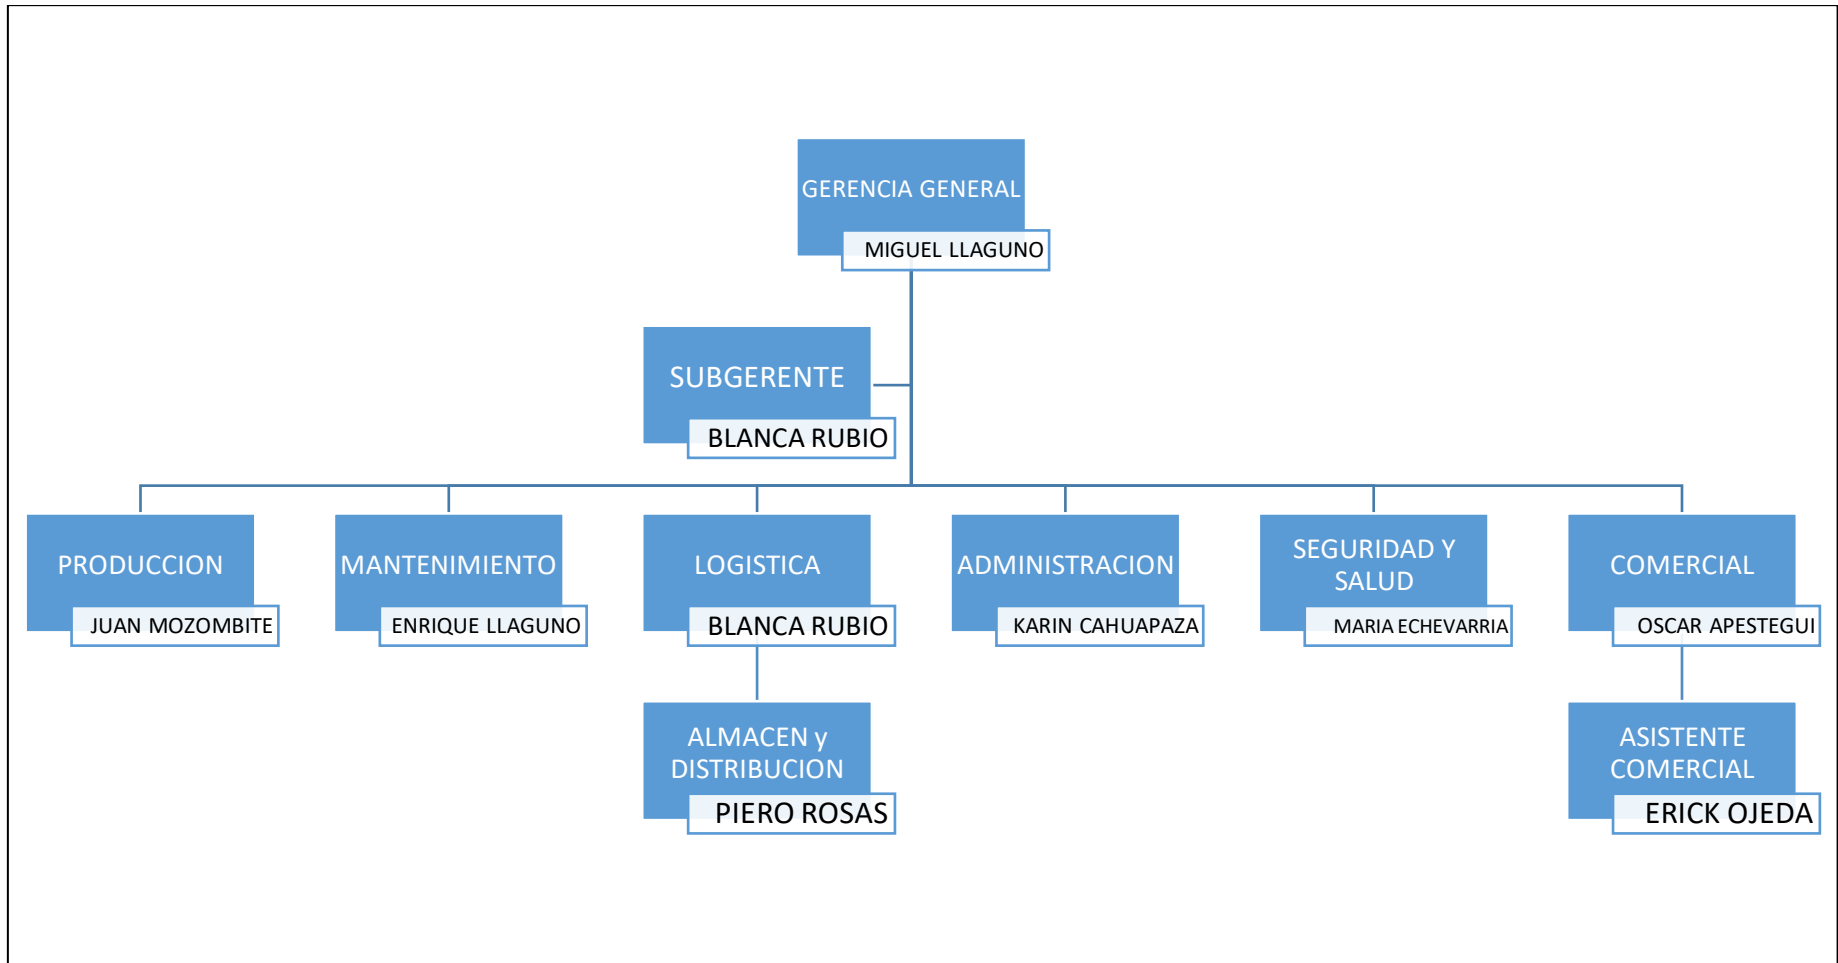 GERENCIA GENERAL
MIGUEL LLAGUNO
SUBGERENTE
BLANCA RUBIO
PRODUCCION
JUAN MOZOMBITE
MANTENIMIENTO
ENRIQUE LLAGUNO
LOGISTICA
BLANCA RUBIO
ADMINISTRACION
KARIN CAHUAPAZA
SEGURIDAD Y
SALUD
MARIA ECHEVARRIA
COMERCIAL
OSCAR APESTEGUI
ALMACEN y
DISTRIBUCION
PIERO ROSAS
ASISTENTE
COMERCIAL
ERICK OJEDA